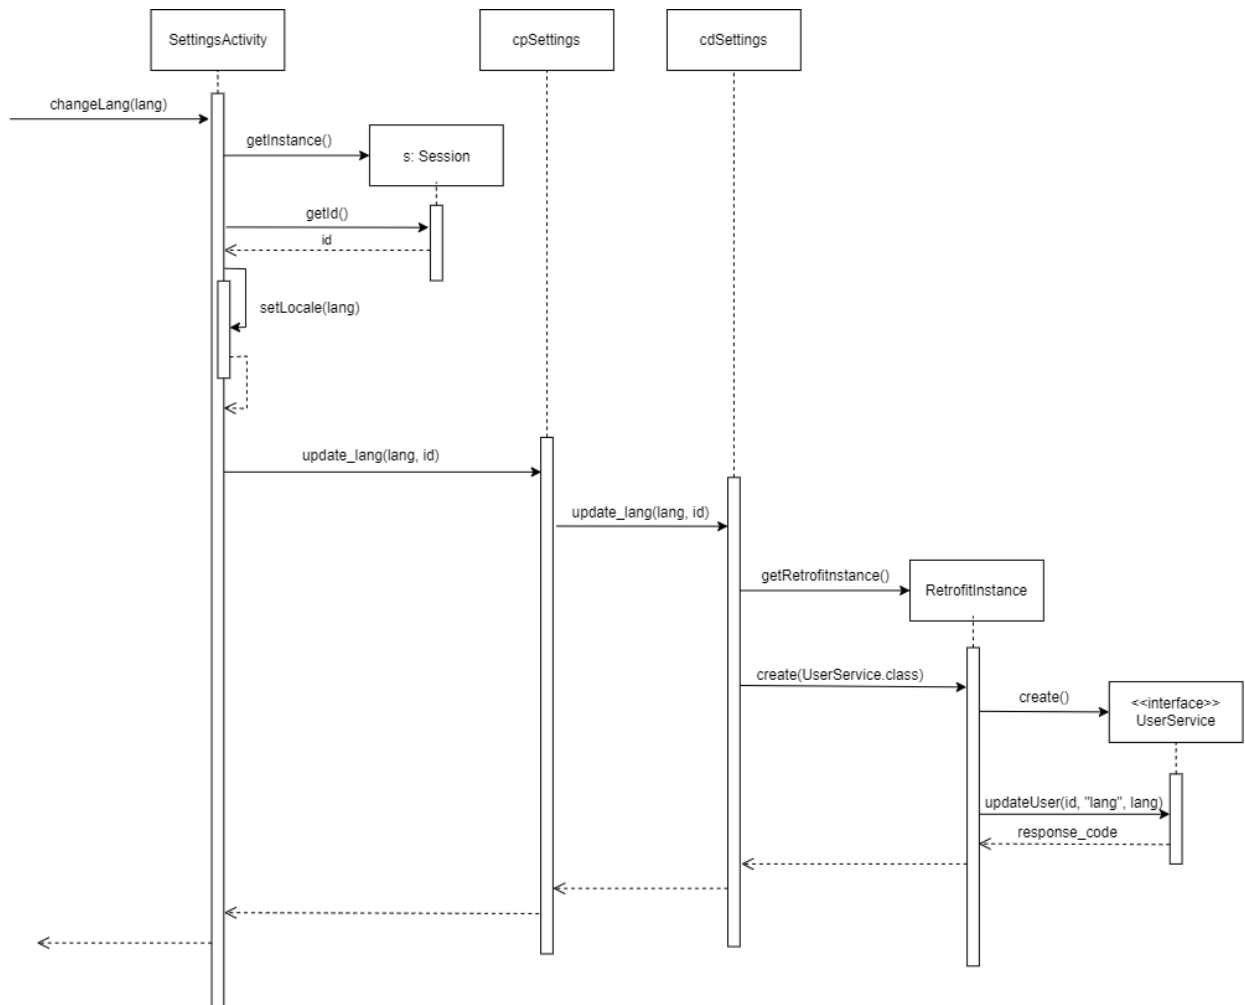 SettingsActivity
cpSettings
cdSettings
changeLang(lang)
getInstance()
s: Session
getId()
id
setLocale(lang)
update_lang(lang, id)
update_lang(lang, id)
getRetrofitnstance()
RetrofitInstance
create(UserService.class)
create()
<<interface>>
UserService
updateUser(id, "lang", lang)
response_code